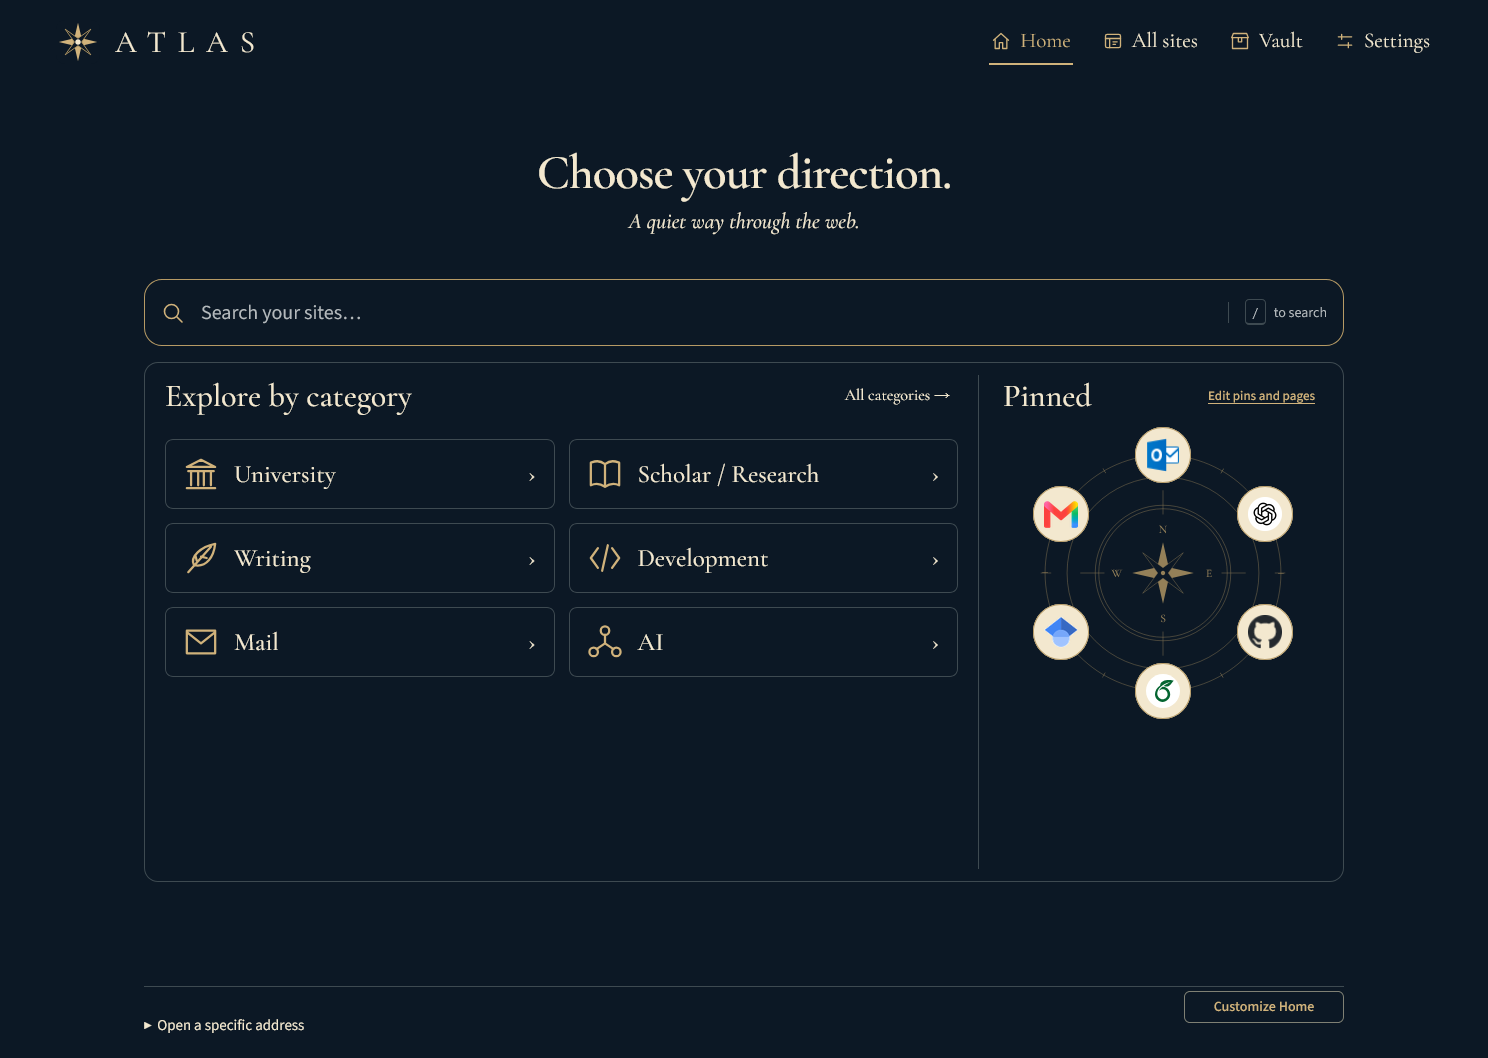 ATLAS
Home
All sites
Vault
Settings
Choose your direction.
A quiet way through the web.
Search your sites...
/ to search
Explore by category
All categories →
University ›
Scholar / Research ›
Writing ›
Development ›
Mail ›
AI ›
Pinned
Edit pins and pages
N
W
E
S
▸ Open a specific address
Customize Home